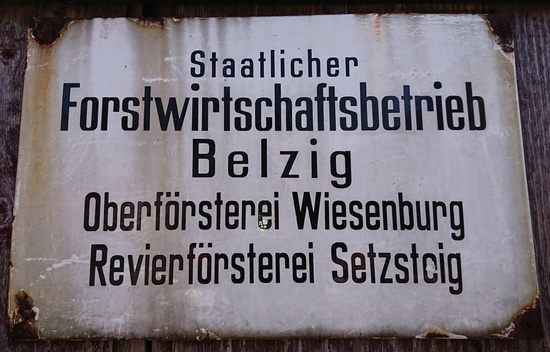 Staatlicher
Forstwirtschaftsbetrieb
Belzig
Oberförsterei Wiesenburg
Revierförsterei Setzsteig